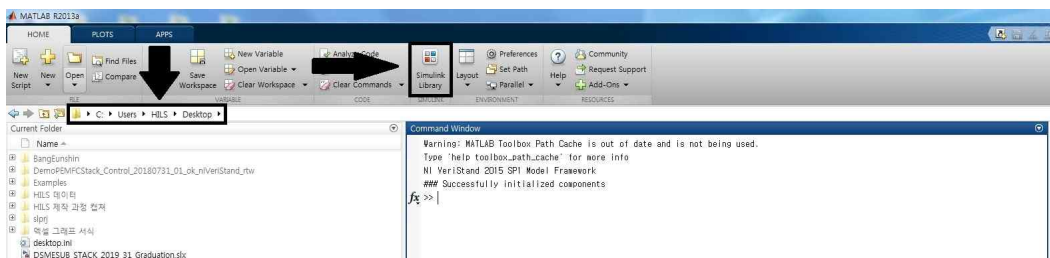 MATLAB R2013a
HOME PLOTS APPS
New Script
New
Open
Find Files
Compare
Save Workspace
New Variable
Open Variable
Clear Workspace
Analyze Code
Clear Commands
Simulink Library
Layout
Preferences
Set Path
Parallel
Help
Community
Request Support
Add-Ons
FILE VARIABLE CODE SIMULINK ENVIRONMENT RESOURCES
C: Users HILS Desktop
Current Folder
Name
BangEunshin
DemoPEMFCStack_Control_20180731_01_ok_niVeriStand_rtw
Examples
HILS 데이터
HILS 제작 과정 캡쳐
slprj
엑셀 그래프 서식
desktop.ini
DSMESUB_STACK_2019_31_Graduation.slx
Command Window
Warning: MATLAB Toolbox Path Cache is out of date and is not being used.
Type 'help toolbox_path_cache' for more info
NI VeriStand 2015 SP1 Model Framework
### Successfully initialized components
fx >>